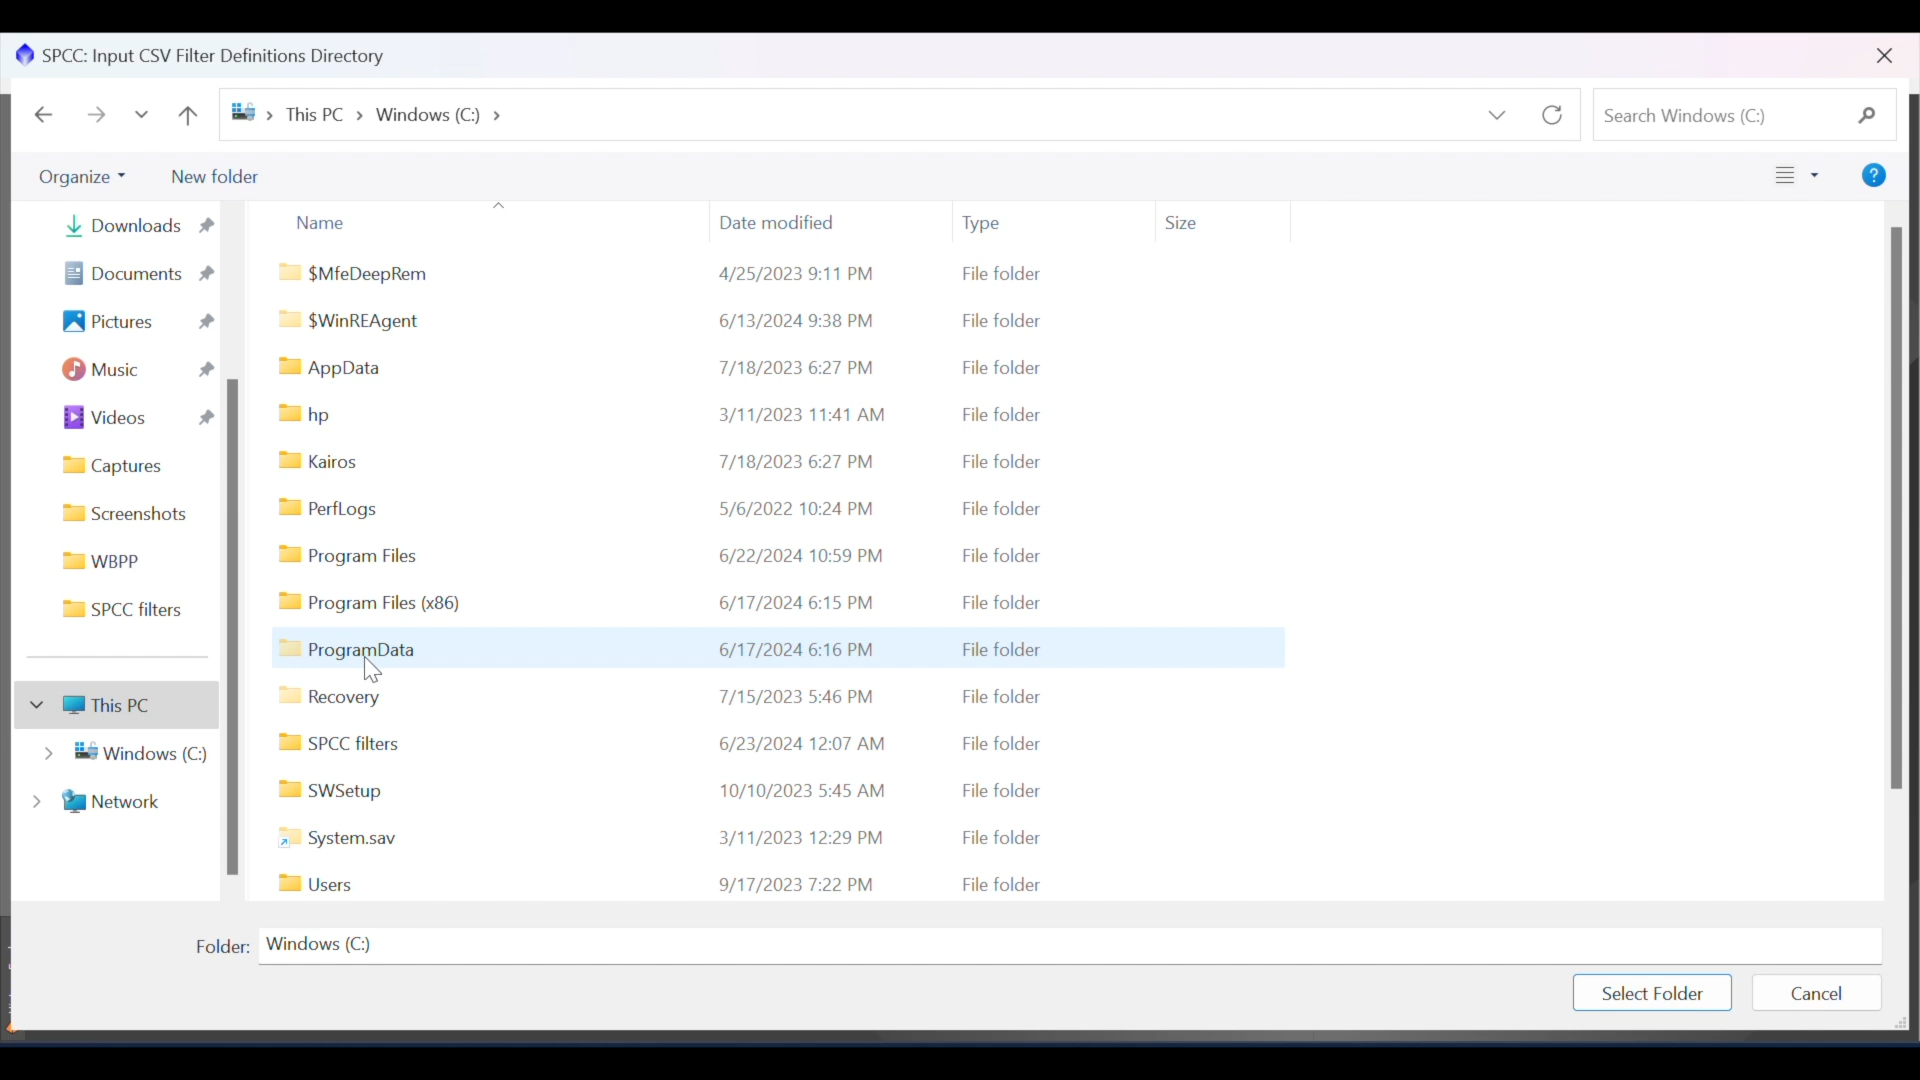 SPCC: Input CSV Filter Definitions Directory
This PC > Windows (C:) >
Search Windows (C:)
Organize
New folder
?
Name Date modified Type Size
Downloads
Documents
Pictures
Music
Videos
Captures
Screenshots
WBPP
SPCC filters
This PC
Windows (C:)
Network
$MfeDeepRem 4/25/2023 9:11 PM File folder
$WinREAgent 6/13/2024 9:38 PM File folder
AppData 7/18/2023 6:27 PM File folder
hp 3/11/2023 11:41 AM File folder
Kairos 7/18/2023 6:27 PM File folder
PerfLogs 5/6/2022 10:24 PM File folder
Program Files 6/22/2024 10:59 PM File folder
Program Files (x86) 6/17/2024 6:15 PM File folder
ProgramData 6/17/2024 6:16 PM File folder
Recovery 7/15/2023 5:46 PM File folder
SPCC filters 6/23/2024 12:07 AM File folder
SWSetup 10/10/2023 5:45 AM File folder
System.sav 3/11/2023 12:29 PM File folder
Users 9/17/2023 7:22 PM File folder
Folder: Windows (C:)
Select Folder
Cancel